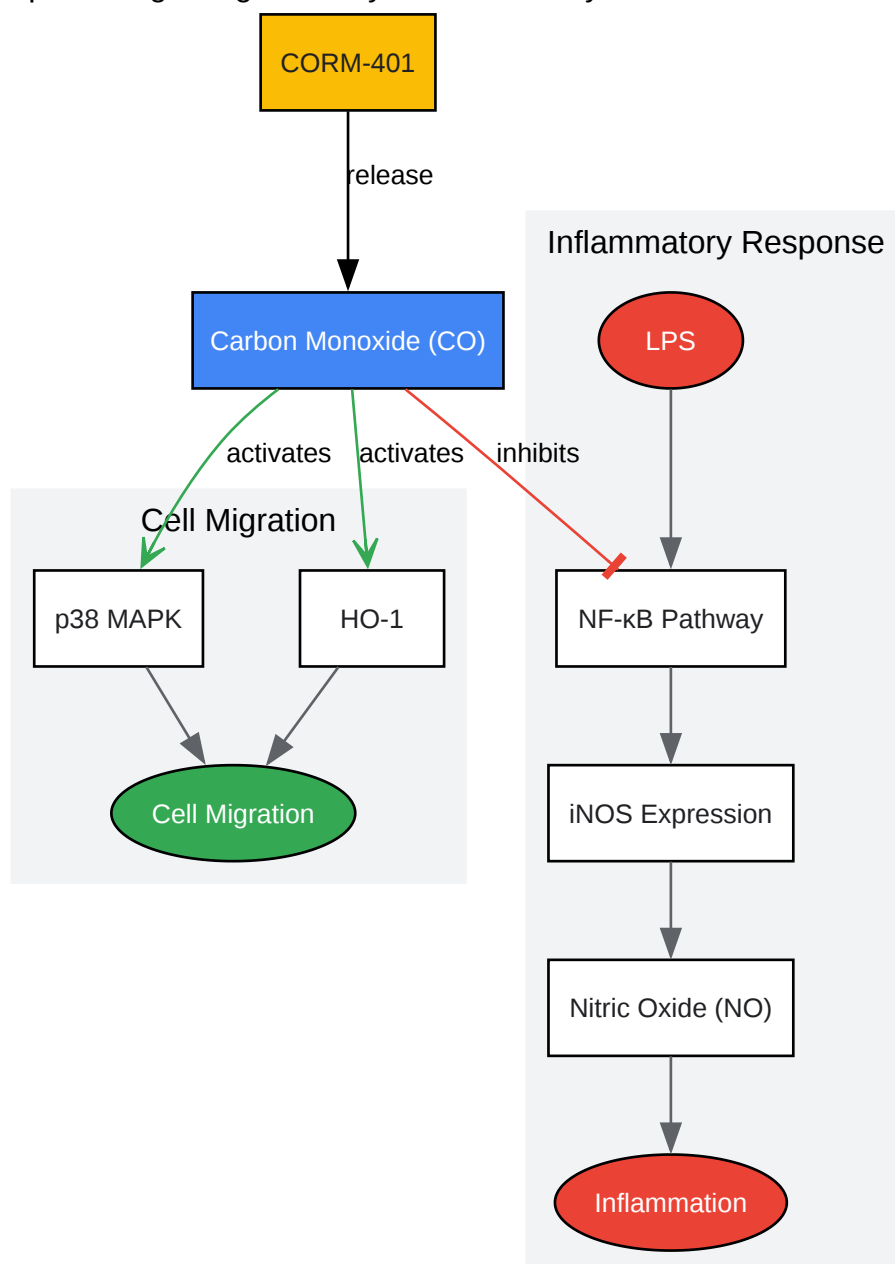 CORM-401
release
Inflammatory Response
Carbon Monoxide (CO)
LPS
activates
activates
inhibits
Cell Migration
p38 MAPK
HO-1
NF-κB Pathway
Cell Migration
iNOS Expression
Nitric Oxide (NO)
Inflammation